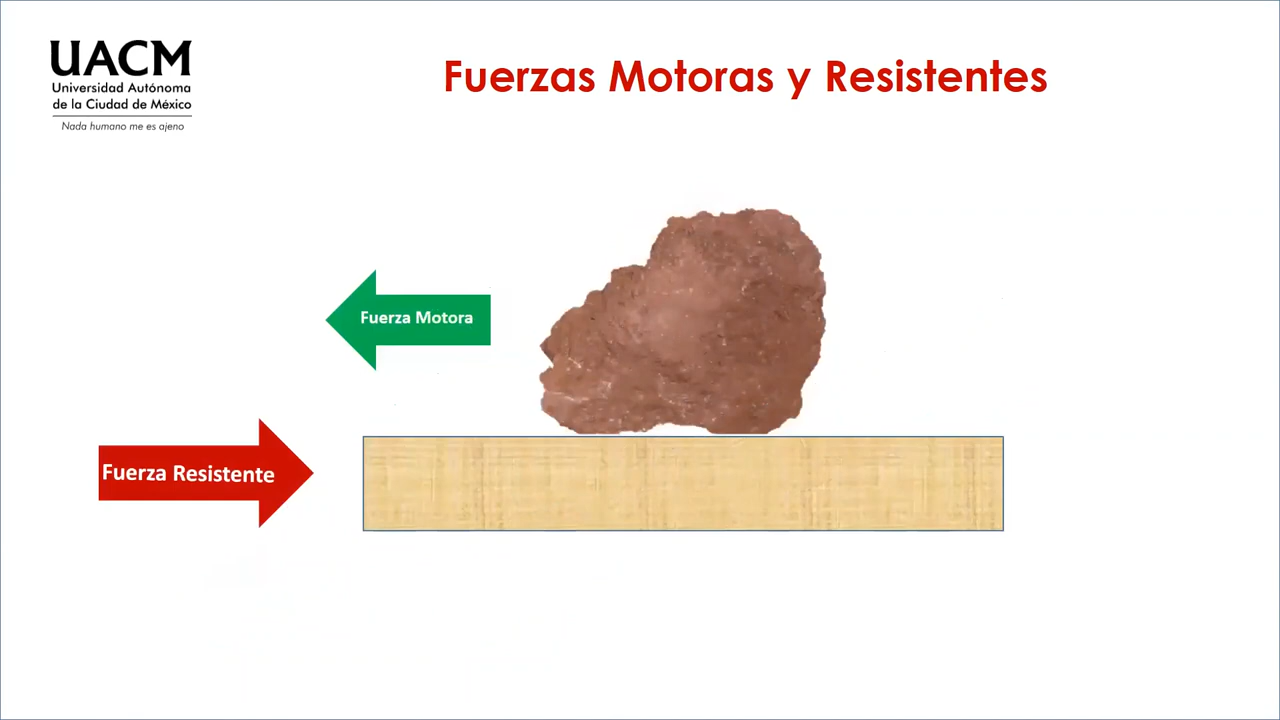 UACM
Universidad Autónoma
de la Ciudad de México
Nada humano me es ajeno
Fuerzas Motoras y Resistentes
Fuerza Motora
Fuerza Resistente